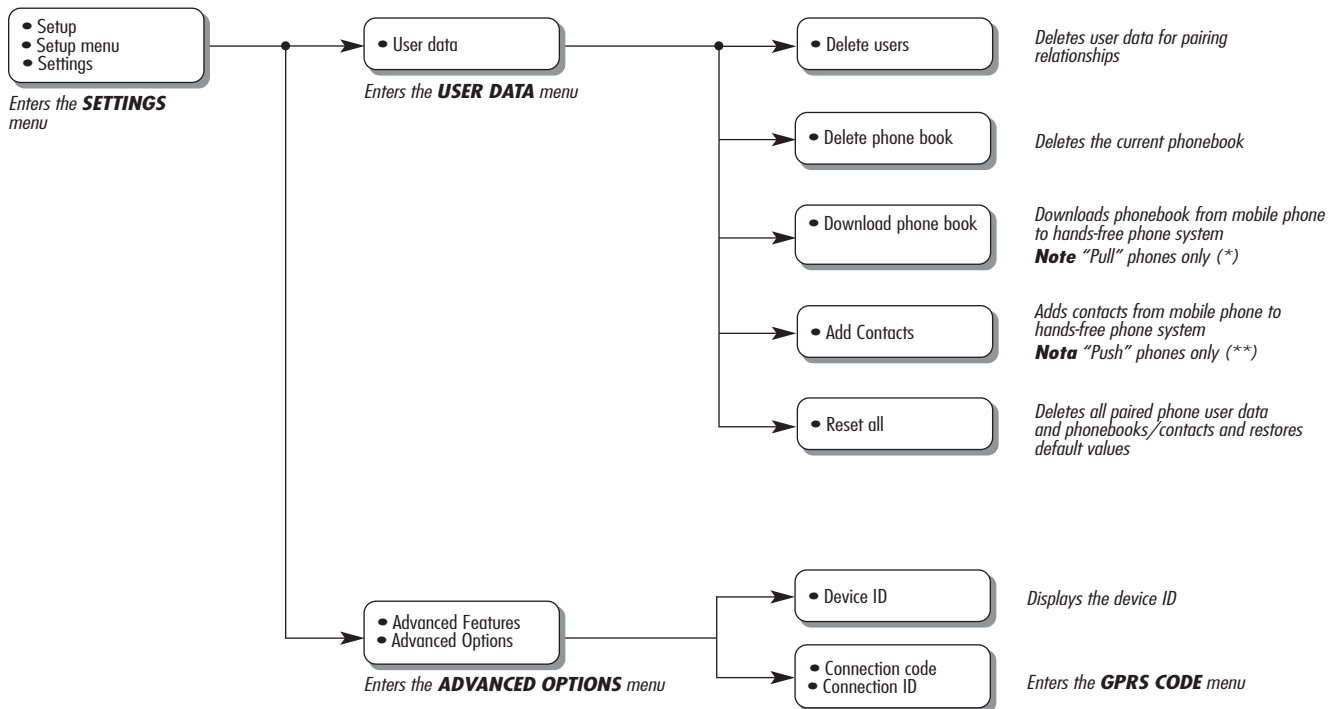 • Setup
• Setup menu
• Settings
Enters the SETTINGS
menu
• User data
Enters the USER DATA menu
• Delete users
Deletes user data for pairing
relationships
• Delete phone book
Deletes the current phonebook
• Download phone book
Downloads phonebook from mobile phone
to hands-free phone system
Note “Pull” phones only (*)
• Add Contacts
Adds contacts from mobile phone to
hands-free phone system
Nota “Push” phones only (**)
• Reset all
Deletes all paired phone user data
and phonebooks/contacts and restores
default values
• Advanced Features
• Advanced Options
Enters the ADVANCED OPTIONS menu
• Device ID
Displays the device ID
• Connection code
• Connection ID
Enters the GPRS CODE menu